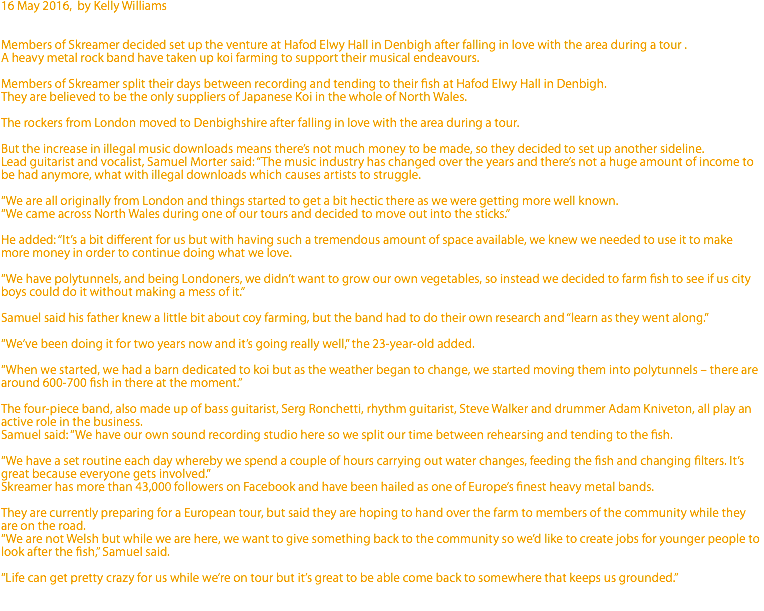 16 May 2016,  by Kelly Williams
Members of Skreamer decided set up the venture at Hafod Elwy Hall in Denbigh after falling in love with the area during a tour .
A heavy metal rock band have taken up koi farming to support their musical endeavours.
Members of Skreamer split their days between recording and tending to their fish at Hafod Elwy Hall in Denbigh.
They are believed to be the only suppliers of Japanese Koi in the whole of North Wales.
The rockers from London moved to Denbighshire after falling in love with the area during a tour.
But the increase in illegal music downloads means there's not much money to be made, so they decided to set up another sideline.
Lead guitarist and vocalist, Samuel Morter said: “The music industry has changed over the years and there's not a huge amount of income to
be had anymore, what with illegal downloads which causes artists to struggle.
"We are all originally from London and things started to get a bit hectic there as we were getting more well known.
"We came across North Wales during one of our tours and decided to move out into the sticks.”
He added: “It's a bit different for us but with having such a tremendous amount of space available, we knew we needed to use it to make
more money in order to continue doing what we love.
"We have polytunnels, and being Londoners, we didn't want to grow our own vegetables, so instead we decided to farm fish to see if us city
boys could do it without making a mess of it.”
Samuel said his father knew a little bit about coy farming, but the band had to do their own research and “learn as they went along.”
"We've been doing it for two years now and it's going really well,” the 23-year-old added.
"When we started, we had a barn dedicated to koi but as the weather began to change, we started moving them into polytunnels – there are
around 600-700 fish in there at the moment.”
The four-piece band, also made up of bass guitarist, Serg Ronchetti, rhythm guitarist, Steve Walker and drummer Adam Kniveton, all play an
active role in the business.
Samuel said: “We have our own sound recording studio here so we split our time between rehearsing and tending to the fish.
"We have a set routine each day whereby we spend a couple of hours carrying out water changes, feeding the fish and changing filters. It's
great because everyone gets involved.”
Skreamer has more than 43,000 followers on Facebook and have been hailed as one of Europe's finest heavy metal bands.
They are currently preparing for a European tour, but said they are hoping to hand over the farm to members of the community while they
are on the road.
"We are not Welsh but while we are here, we want to give something back to the community so we'd like to create jobs for younger people to
look after the fish,” Samuel said.
"Life can get pretty crazy for us while we're on tour but it's great to be able come back to somewhere that keeps us grounded.”